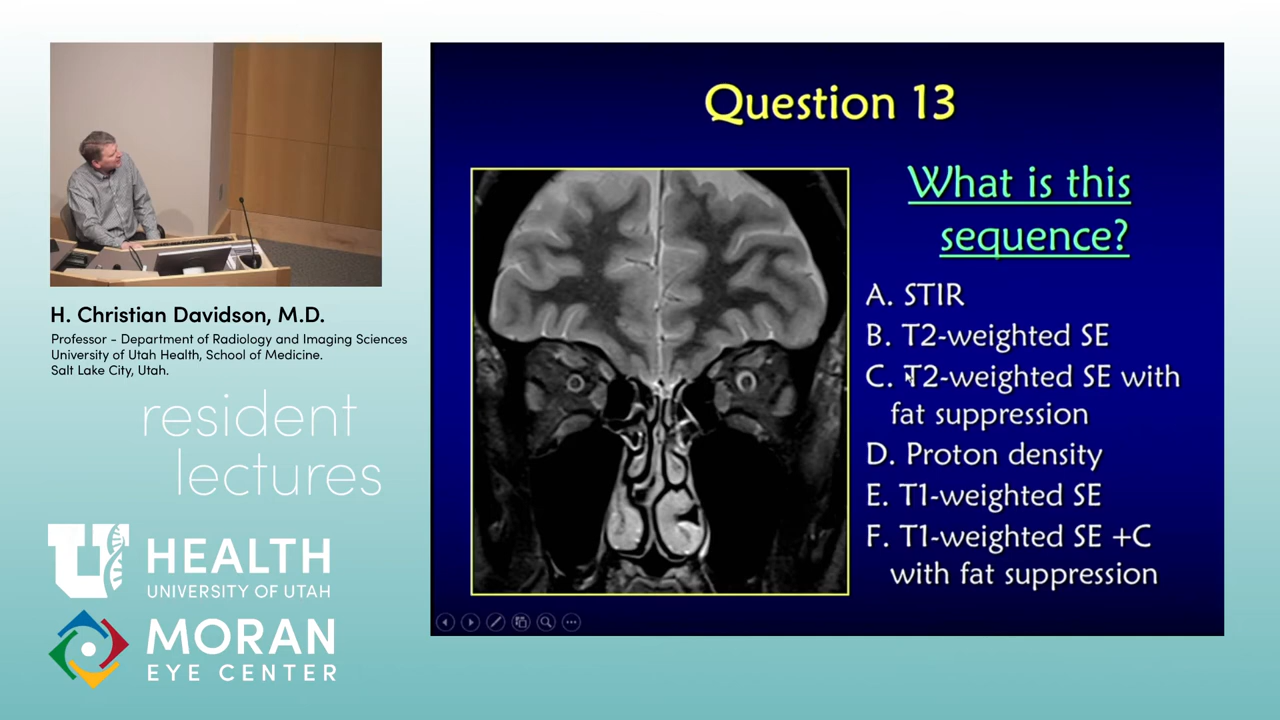 H. Christian Davidson, M.D.
Professor - Department of Radiology and Imaging Sciences
University of Utah Health, School of Medicine.
Salt Lake City, Utah.
resident
lectures
U HEALTH
UNIVERSITY OF UTAH
MORAN
EYE CENTER
Question 13
What is this
sequence?
A. STIR
B. T2-weighted SE
C. T2-weighted SE with
fat suppression
D. Proton density
E. T1-weighted SE
F. T1-weighted SE +C
with fat suppression